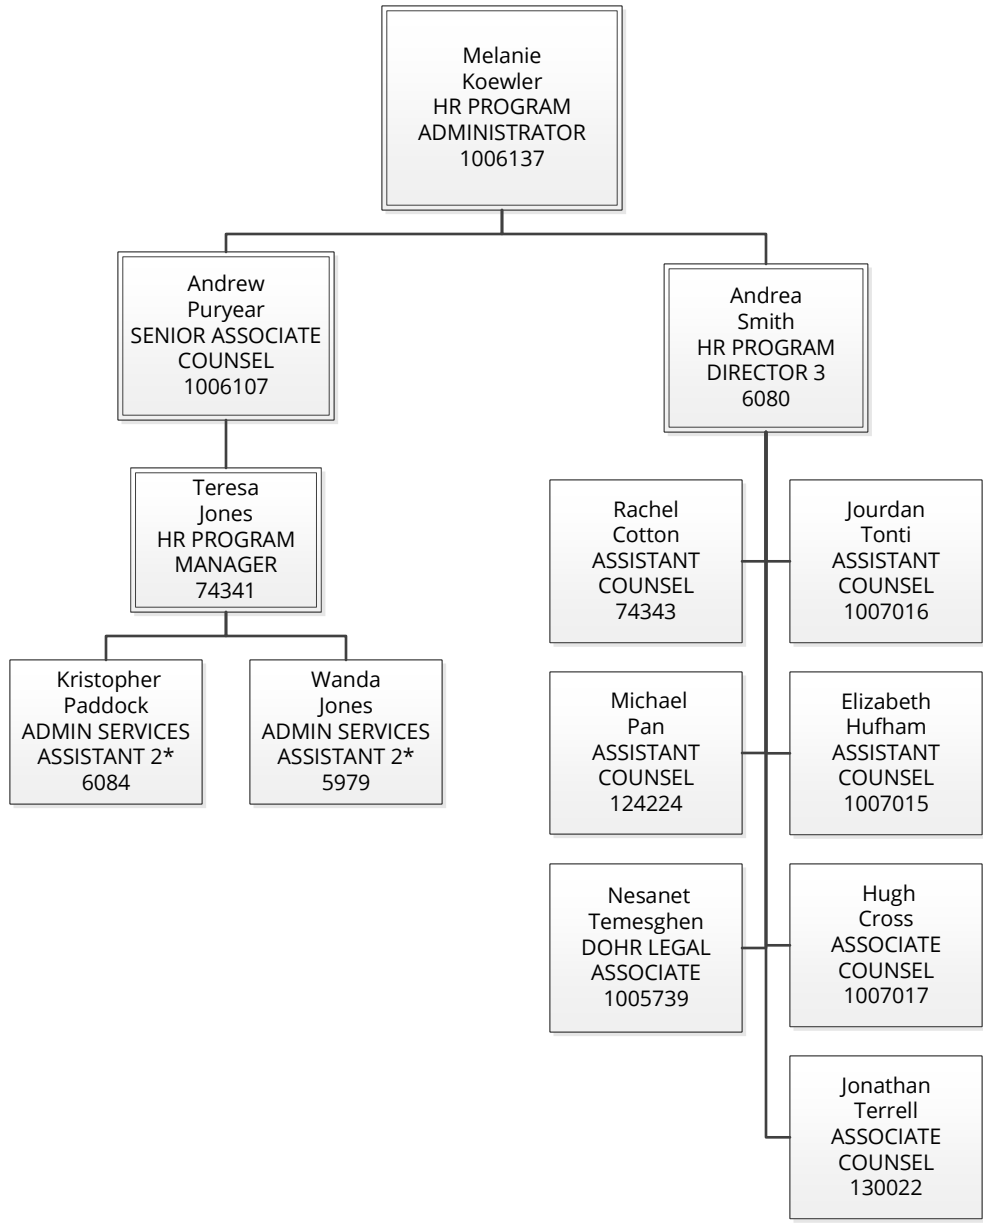 Melanie
Koewler
HR PROGRAM
ADMINISTRATOR
1006137
Andrew
Puryear
SENIOR ASSOCIATE
COUNSEL
1006107
Andrea
Smith
HR PROGRAM
DIRECTOR 3
6080
Teresa
Jones
HR PROGRAM
MANAGER
74341
Kristopher
Paddock
ADMIN SERVICES
ASSISTANT 2*
6084
Wanda
Jones
ADMIN SERVICES
ASSISTANT 2*
5979
Rachel
Cotton
ASSISTANT
COUNSEL
74343
Jourdan
Tonti
ASSISTANT
COUNSEL
1007016
Michael
Pan
ASSISTANT
COUNSEL
124224
Elizabeth
Hufham
ASSISTANT
COUNSEL
1007015
Nesanet
Temesghen
DOHR LEGAL
ASSOCIATE
1005739
Hugh
Cross
ASSOCIATE
COUNSEL
1007017
Jonathan
Terrell
ASSOCIATE
COUNSEL
130022